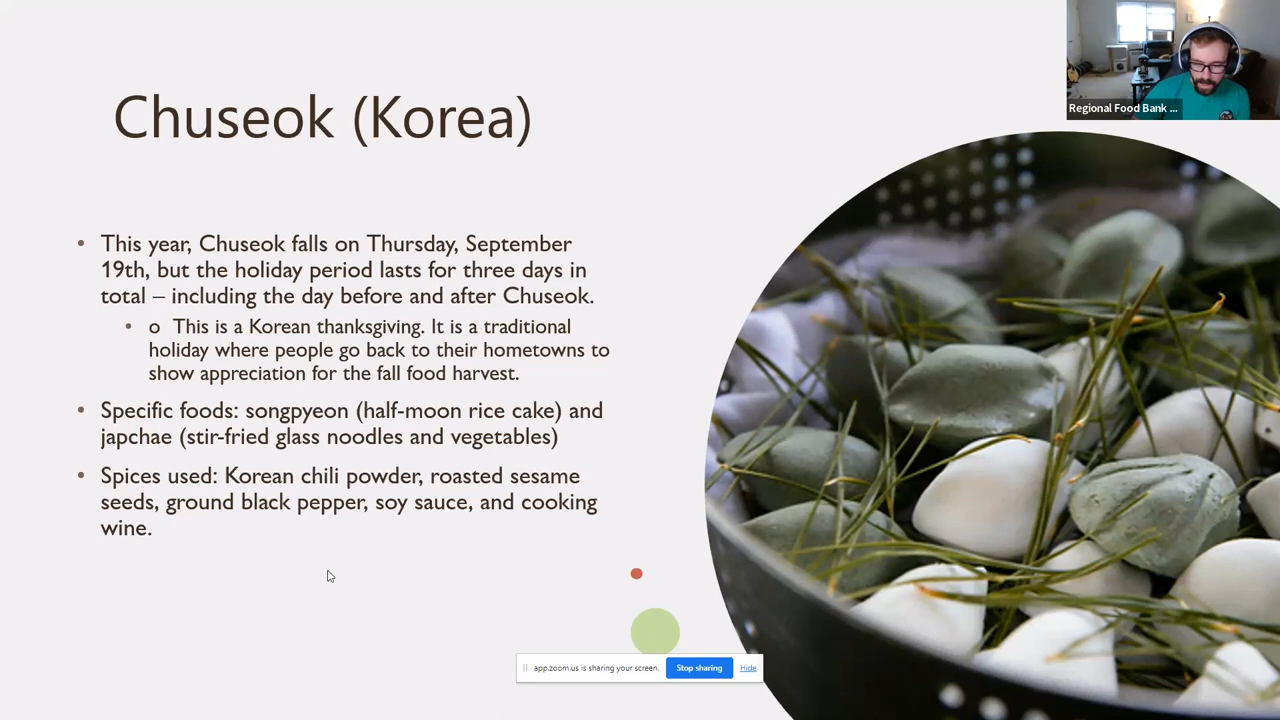 Regional Food Bank ...
Chuseok (Korea)
• This year, Chuseok falls on Thursday, September
19th, but the holiday period lasts for three days in
total – including the day before and after Chuseok.
• o This is a Korean thanksgiving. It is a traditional
holiday where people go back to their hometowns to
show appreciation for the fall food harvest.
• Specific foods: songpyeon (half-moon rice cake) and
japchae (stir-fried glass noodles and vegetables)
• Spices used: Korean chili powder, roasted sesame
seeds, ground black pepper, soy sauce, and cooking
wine.
app.zoom.us is sharing your screen. Stop sharing Hide